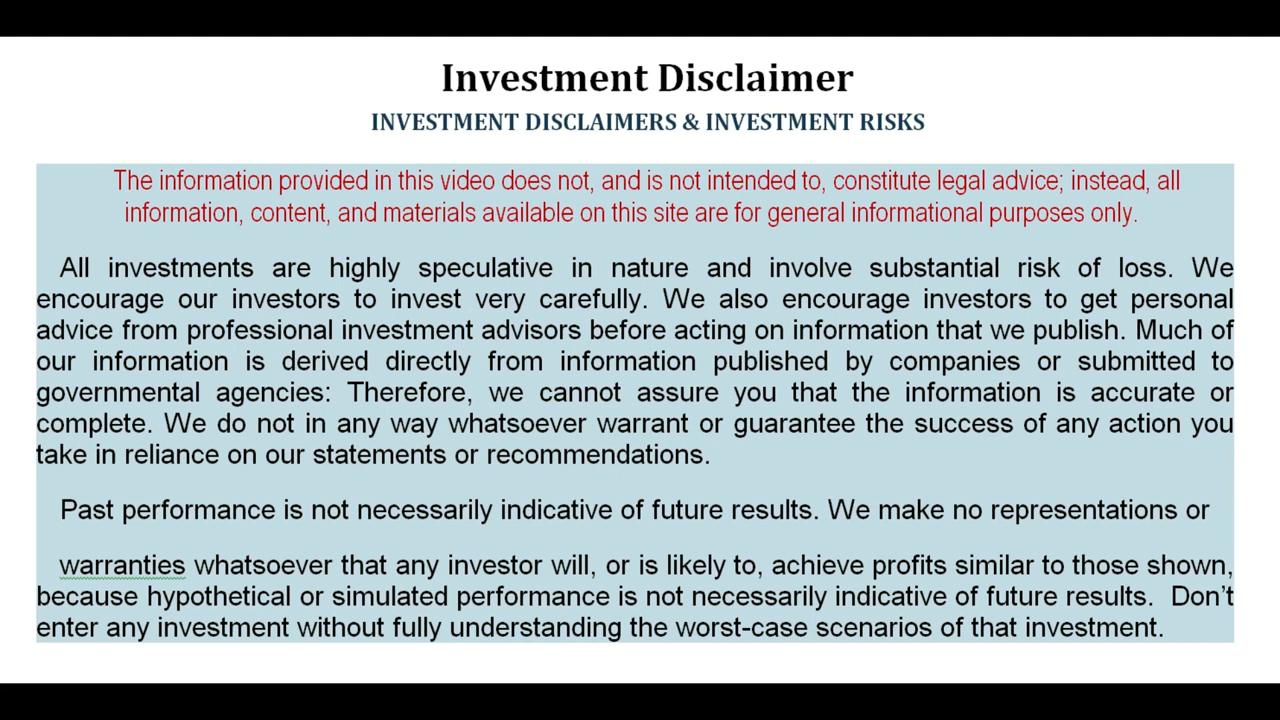 Investment Disclaimer
INVESTMENT DISCLAIMERS & INVESTMENT RISKS
The information provided in this video does not, and is not intended to, constitute legal advice; instead, all
information, content, and materials available on this site are for general informational purposes only.
All investments are highly speculative in nature and involve substantial risk of loss. We
encourage our investors to invest very carefully. We also encourage investors to get personal
advice from professional investment advisors before acting on information that we publish. Much of
our information is derived directly from information published by companies or submitted to
governmental agencies: Therefore, we cannot assure you that the information is accurate or
complete. We do not in any way whatsoever warrant or guarantee the success of any action you
take in reliance on our statements or recommendations.
Past performance is not necessarily indicative of future results. We make no representations or
warranties whatsoever that any investor will, or is likely to, achieve profits similar to those shown,
because hypothetical or simulated performance is not necessarily indicative of future results.  Don’t
enter any investment without fully understanding the worst-case scenarios of that investment.